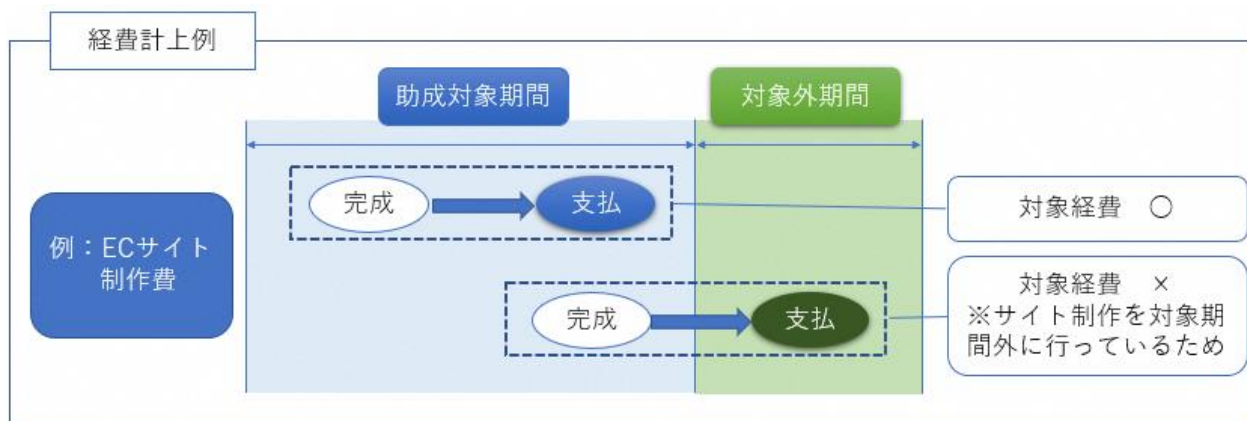 経費計上例
助成対象期間
対象外期間
例：ECサイト
制作費
完成
支払
対象経費　○
完成
支払
対象経費　×
※サイト制作を対象期
間外に行っているため